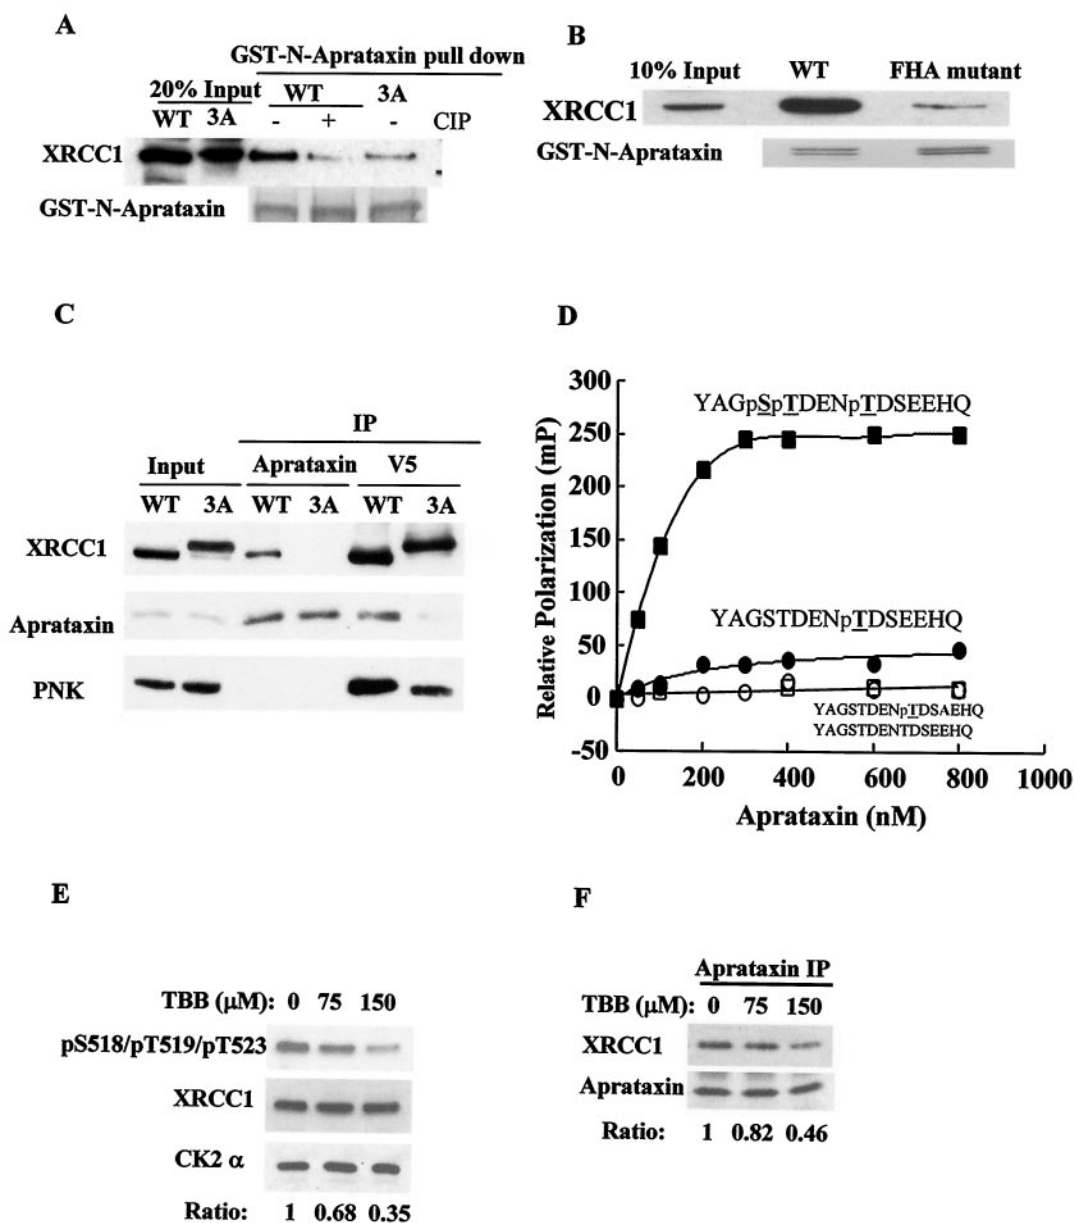 A
GST-N-Aprataxin pull down
20% Input WT 3A
WT 3A - + - CIP
XRCC1
GST-N-Aprataxin
B
10% Input WT FHA mutant
XRCC1
GST-N-Aprataxin
C
IP
Input Aprataxin V5
WT 3A WT 3A WT 3A
XRCC1
Aprataxin
PNK
D
Relative Polarization (mP)
300
250
200
150
100
50
0
-50
YAGpSpTDENpTDSEEHQ
YAGSTDENpTDSEEHQ
YAGSTDENpTDSAEHQ
YAGSTDENTDSEEHQ
0 200 400 600 800 1000
Aprataxin (nM)
E
TBB (μM): 0 75 150
pS518/pT519/pT523
XRCC1
CK2 α
Ratio: 1 0.68 0.35
F
Aprataxin IP
TBB (μM): 0 75 150
XRCC1
Aprataxin
Ratio: 1 0.82 0.46